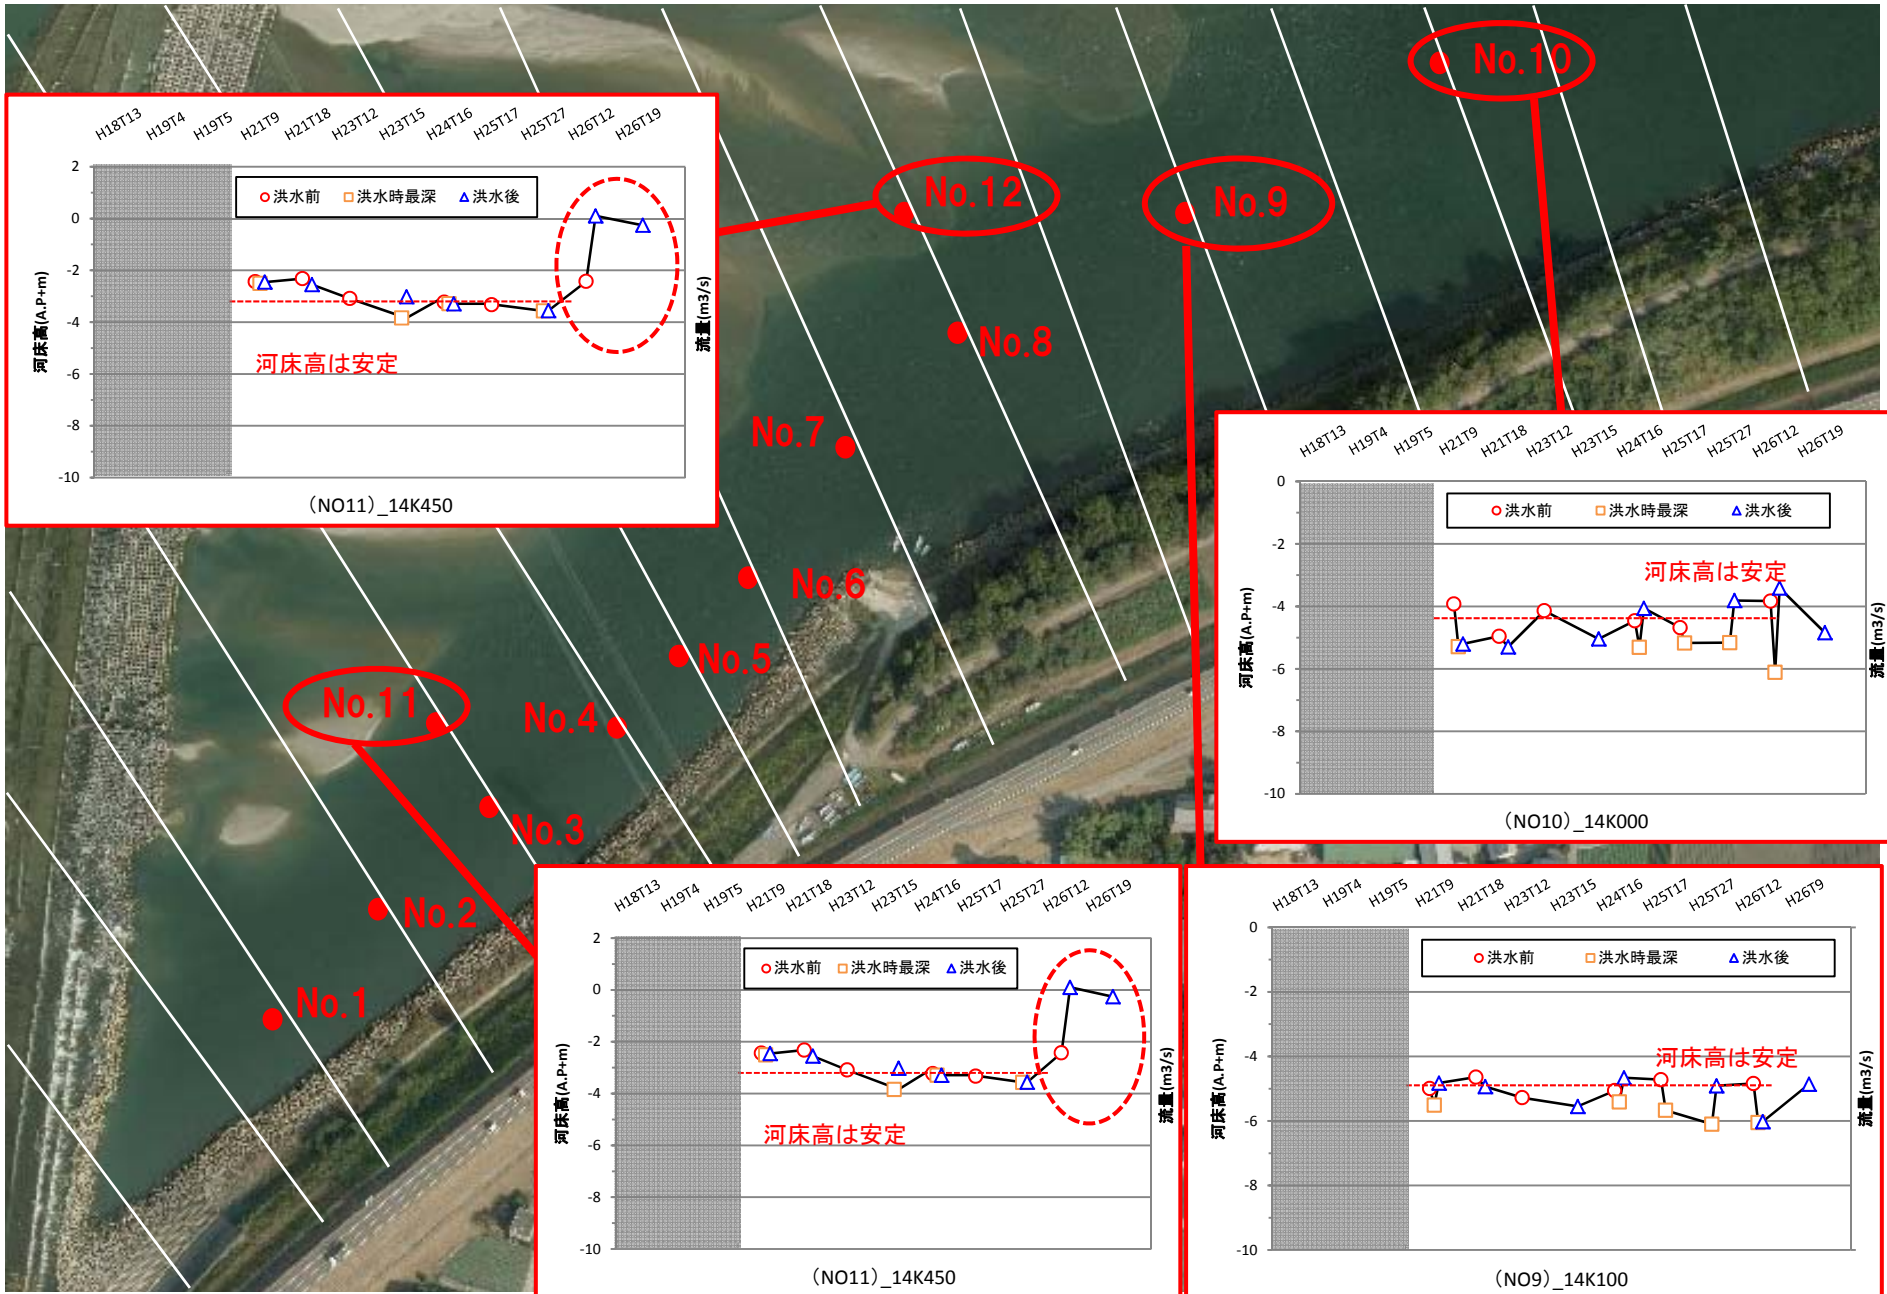 H18T13 H19T4 H19T5 H21T9 H21T18 H23T12 H23T15 H24T16 H25T17 H25T27 H26T12 H26T19
2
0
-2
-4
-6
-8
-10
河床高(A.P+m)
○洪水前 □洪水時最深 △洪水後
河床高は安定
流量(m3/s)
(NO11)_14K450
No.12
No.9
No.10
No.8
No.7
No.6
No.5
No.11
No.4
No.3
No.2
No.1
H18T13 H19T4 H19T5 H21T9 H21T18 H23T12 H23T15 H24T16 H25T17 H25T27 H26T12 H26T19
0
-2
-4
-6
-8
-10
河床高(A.P+m)
○洪水前 □洪水時最深 △洪水後
河床高は安定
流量(m3/s)
(NO10)_14K000
H18T13 H19T4 H19T5 H21T9 H21T18 H23T12 H23T15 H24T16 H25T17 H25T27 H26T12 H26T19
2
0
-2
-4
-6
-8
-10
河床高(A.P+m)
○洪水前 □洪水時最深 △洪水後
河床高は安定
流量(m3/s)
(NO11)_14K450
H18T13 H19T4 H19T5 H21T9 H21T18 H23T12 H23T15 H24T16 H25T17 H25T27 H26T12 H26T9
0
-2
-4
-6
-8
-10
河床高(A.P+m)
○洪水前 □洪水時最深 △洪水後
河床高は安定
流量(m3/s)
(NO9)_14K100